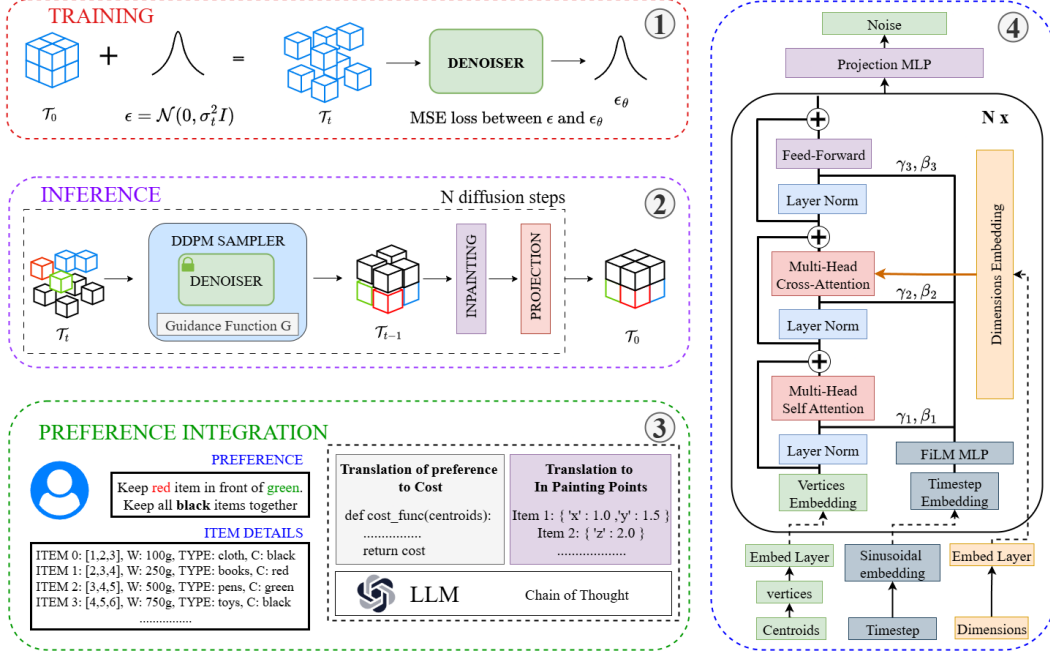 TRAINING
1
+
=
DENOISER
𝒯₀
ϵ = 𝒩(0, σₜ²I)
𝒯ₜ
MSE loss between ϵ and ϵ_θ
ϵ_θ
INFERENCE
2
N diffusion steps
DDPM SAMPLER
DENOISER
Guidance Function G
INPAINTING
PROJECTION
𝒯ₜ
𝒯ₜ₋₁
𝒯₀
PREFERENCE INTEGRATION
3
PREFERENCE
Keep red item in front of green.
Keep all black items together
ITEM DETAILS
ITEM 0: [1,2,3], W: 100g, TYPE: cloth, C: black
ITEM 1: [2,3,4], W: 250g, TYPE: books, C: red
ITEM 2: [3,4,5], W: 500g, TYPE: pens, C: green
ITEM 3: [4,5,6], W: 750g, TYPE: toys, C: black
................
Translation of preference
to Cost
def cost_func(centroids):
................
return cost
Translation to
In Painting Points
Item 1: { 'x' : 1.0 ,'y' : 1.5 }
Item 2: { 'z' : 2.0 }
.....................
LLM
Chain of Thought
4
Noise
Projection MLP
N x
+
Feed-Forward
γ₃, β₃
Layer Norm
+
Multi-Head
Cross-Attention
γ₂, β₂
Layer Norm
+
Multi-Head
Self Attention
γ₁, β₁
Layer Norm
FiLM MLP
Vertices
Embedding
Timestep
Embedding
Dimensions Embedding
Embed Layer
Sinusoidal
embedding
Embed Layer
vertices
Centroids
Timestep
Dimensions